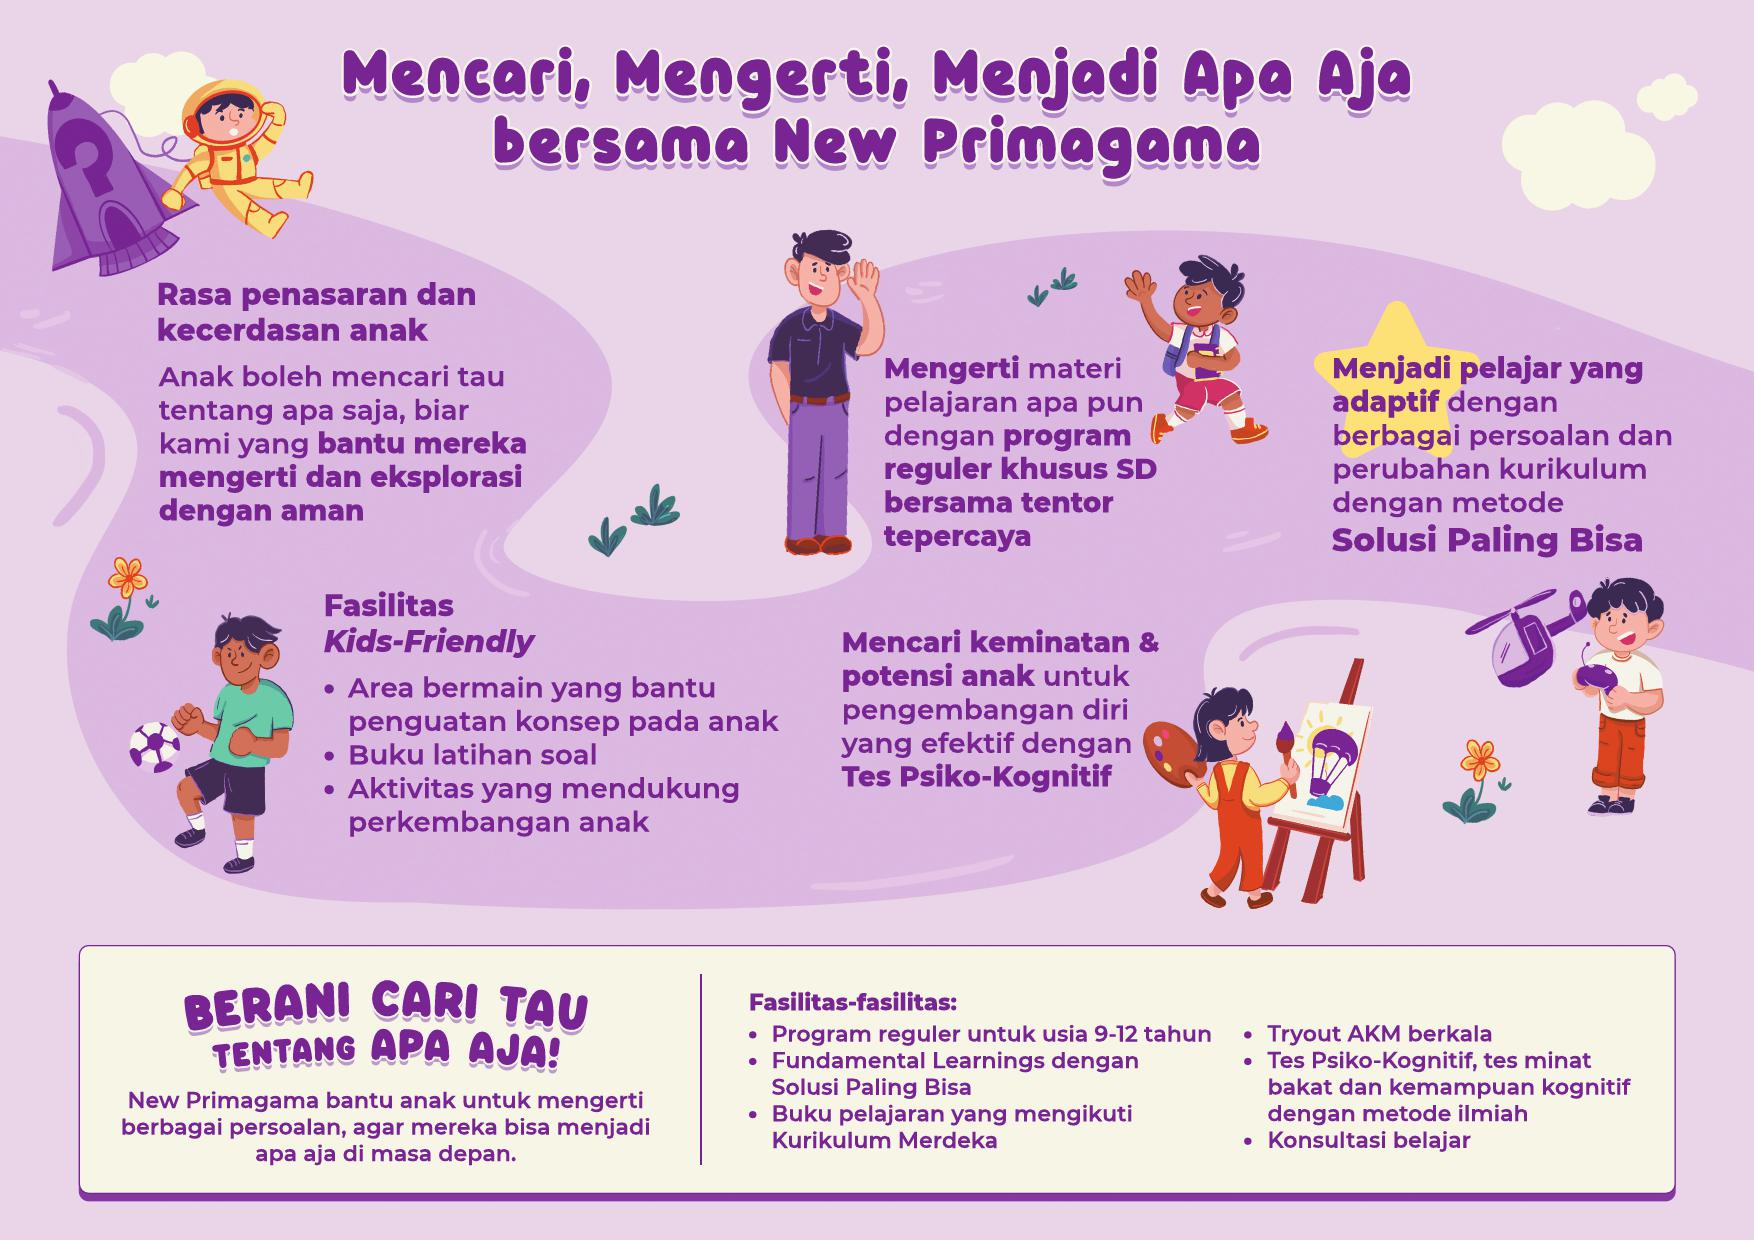 Mencari, Mengerti, Menjadi Apa Aja
bersama New Primagama
?
Rasa penasaran dan
kecerdasan anak
Anak boleh mencari tau
tentang apa saja, biar
kami yang bantu mereka
mengerti dan eksplorasi
dengan aman
Mengerti materi
pelajaran apa pun
dengan program
reguler khusus SD
bersama tentor
tepercaya
Menjadi pelajar yang
adaptif dengan
berbagai persoalan dan
perubahan kurikulum
dengan metode
Solusi Paling Bisa
Fasilitas
Kids-Friendly
• Area bermain yang bantu
penguatan konsep pada anak
• Buku latihan soal
• Aktivitas yang mendukung
perkembangan anak
Mencari keminatan &
potensi anak untuk
pengembangan diri
yang efektif dengan
Tes Psiko-Kognitif
BERANI CARI TAU
TENTANG APA AJA!
New Primagama bantu anak untuk mengerti
berbagai persoalan, agar mereka bisa menjadi
apa aja di masa depan.
Fasilitas-fasilitas:
• Program reguler untuk usia 9-12 tahun
• Fundamental Learnings dengan
Solusi Paling Bisa
• Buku pelajaran yang mengikuti
Kurikulum Merdeka
• Tryout AKM berkala
• Tes Psiko-Kognitif, tes minat
bakat dan kemampuan kognitif
dengan metode ilmiah
• Konsultasi belajar